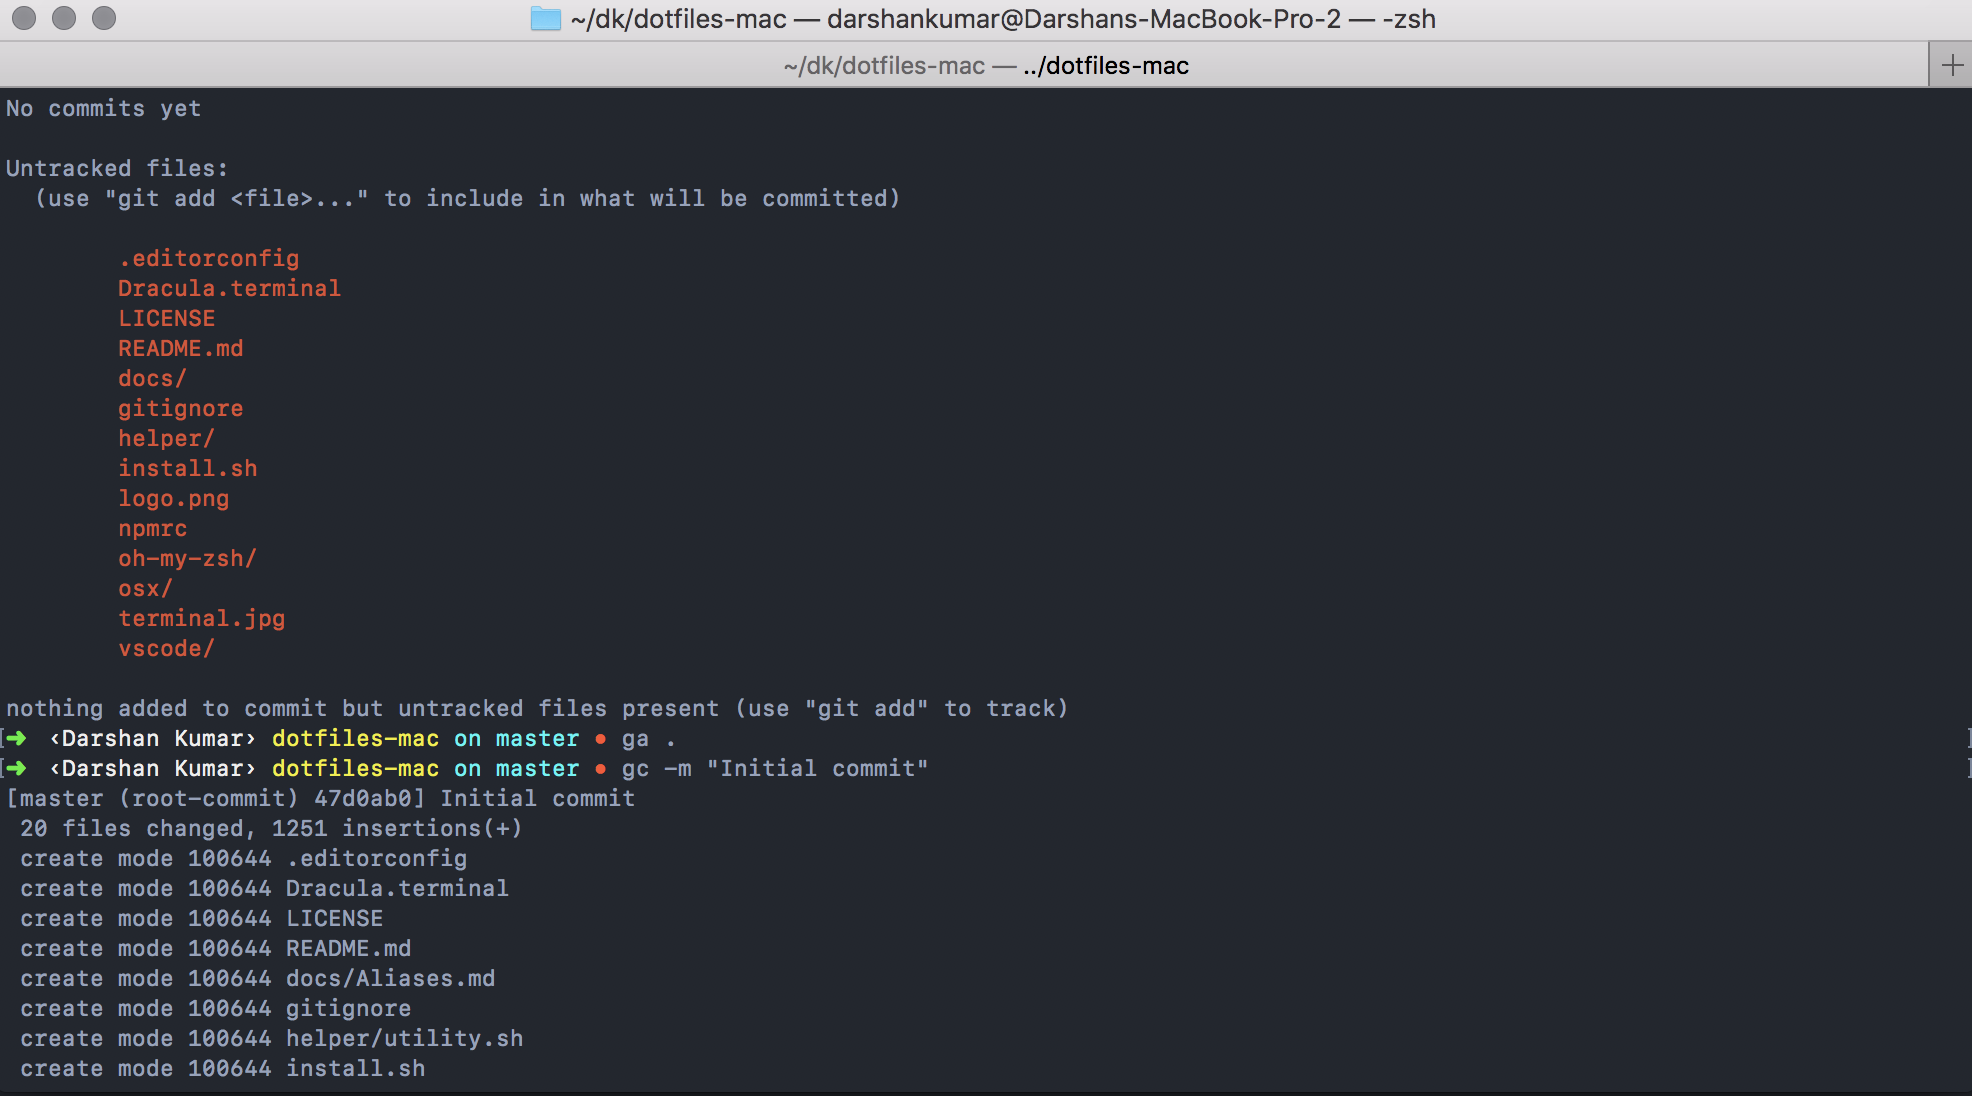 ~/dk/dotfiles-mac — darshankumar@Darshans-MacBook-Pro-2 — -zsh
~/dk/dotfiles-mac — ../dotfiles-mac
No commits yet
Untracked files:
(use "git add <file>..." to include in what will be committed)
.editorconfig
Dracula.terminal
LICENSE
README.md
docs/
gitignore
helper/
install.sh
logo.png
npmrc
oh-my-zsh/
osx/
terminal.jpg
vscode/
nothing added to commit but untracked files present (use "git add" to track)
[➜ ‹Darshan Kumar› dotfiles-mac on master ● ga . ]
[➜ ‹Darshan Kumar› dotfiles-mac on master ● gc -m "Initial commit" ]
[master (root-commit) 47d0ab0] Initial commit
20 files changed, 1251 insertions(+)
create mode 100644 .editorconfig
create mode 100644 Dracula.terminal
create mode 100644 LICENSE
create mode 100644 README.md
create mode 100644 docs/Aliases.md
create mode 100644 gitignore
create mode 100644 helper/utility.sh
create mode 100644 install.sh